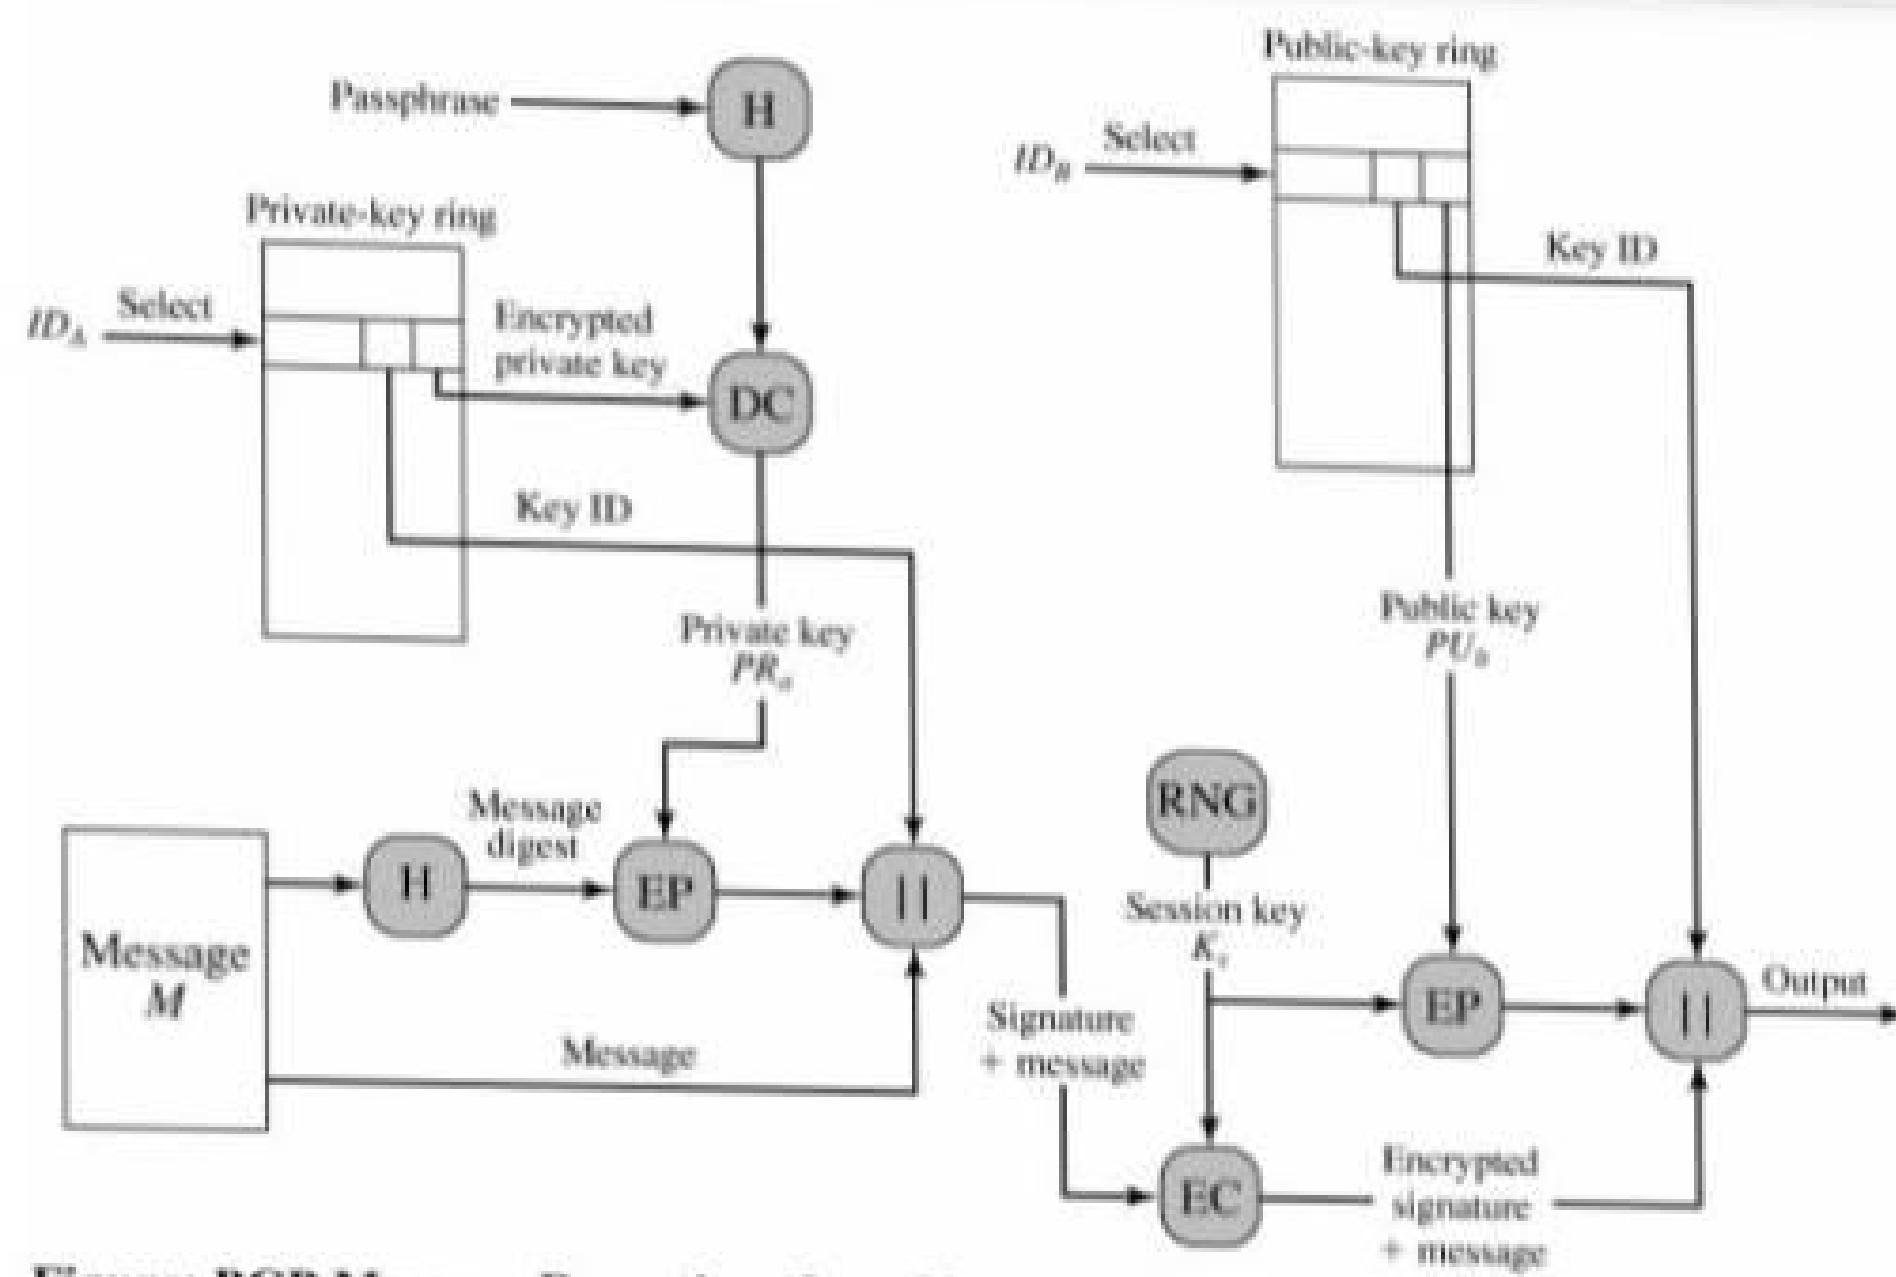 Public-key ring
Passphrase
H
ID_B
Select
Private-key ring
Key ID
ID_A
Select
Encrypted
private key
DC
Key ID
Public key
PU_b
Private key
PR_a
RNG
Message
digest
H
EP
||
Session key
K_s
Message
M
EP
||
Output
Signature
+ message
Message
EC
Encrypted
signature
+ message